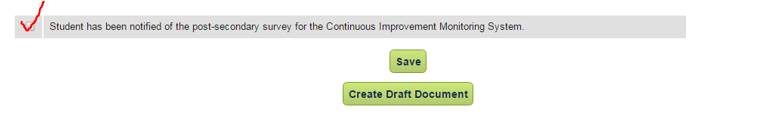 Student has been notified of the post-secondary survey for the Continuous Improvement Monitoring System.
Save
Create Draft Document